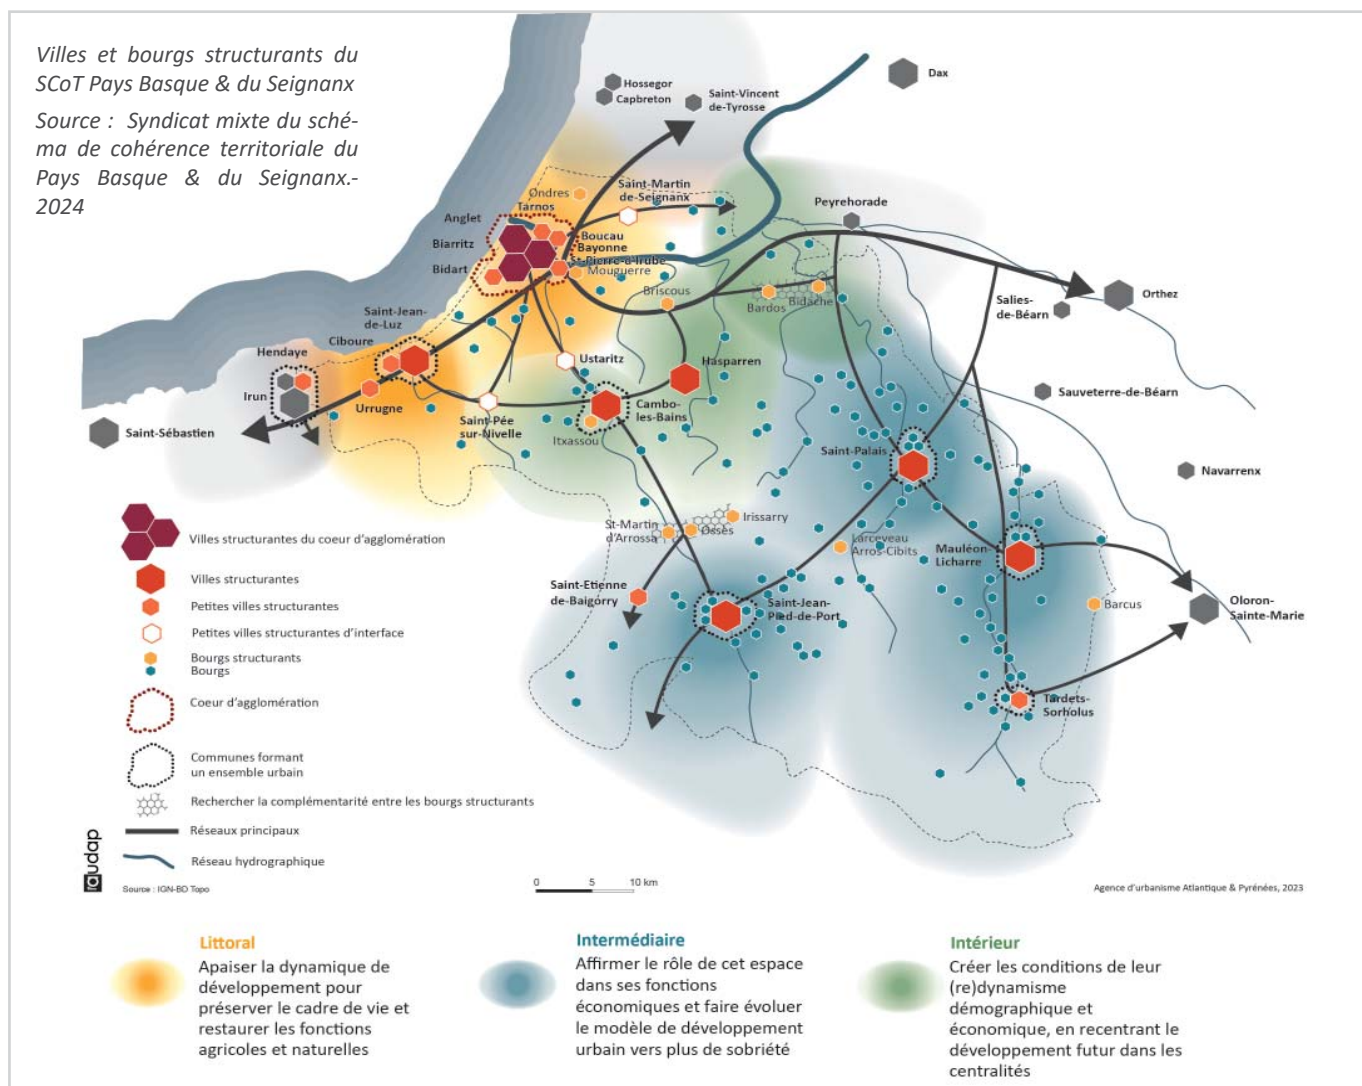 Villes et bourgs structurants du
SCoT Pays Basque & du Seignanx
Source : Syndicat mixte du sché-
ma de cohérence territoriale du
Pays Basque & du Seignanx.-
2024
Dax
Hossegor
Capbreton
Saint-Vincent
de-Tyrosse
Ondres
Tarnos
Saint-Martin
de-Seignanx
Peyrehorade
Anglet
Biarritz
Bidart
Boucau
Bayonne
St-Pierre-d'Irube
Mouguerre
Briscous
Bardos
Bidache
Salies-
de-Béarn
Orthez
Saint-Jean-
de-Luz
Ciboure
Hendaye
Irun
Urrugne
Saint-Sébastien
Ustaritz
Hasparren
Saint-Pée
sur-Nivelle
Cambo-
les-Bains
Itxassou
Sauveterre-de-Béarn
Saint-Palais
Navarrenx
St-Martin
d'Arrossa
Ossès
Irissarry
Larceveau
Arros-Cibits
Mauléon-
Licharre
Saint-Etienne
de-Baigorry
Saint-Jean-
Pied-de-Port
Barcus
Oloron-
Sainte-Marie
Tardets-
Sorholus
Villes structurantes du coeur d'agglomération
Villes structurantes
Petites villes structurantes
Petites villes structurantes d'interface
Bourgs structurants
Bourgs
Coeur d'agglomération
Communes formant
un ensemble urbain
Rechercher la complémentarité entre les bourgs structurants
Réseaux principaux
Réseau hydrographique
audap
Source : IGN-BD Topo
0 5 10 km
Agence d'urbanisme Atlantique & Pyrénées, 2023
Littoral
Apaiser la dynamique de
développement pour
préserver le cadre de vie et
restaurer les fonctions
agricoles et naturelles
Intermédiaire
Affirmer le rôle de cet espace
dans ses fonctions
économiques et faire évoluer
le modèle de développement
urbain vers plus de sobriété
Intérieur
Créer les conditions de leur
(re)dynamisme
démographique et
économique, en recentrant le
développement futur dans les
centralités